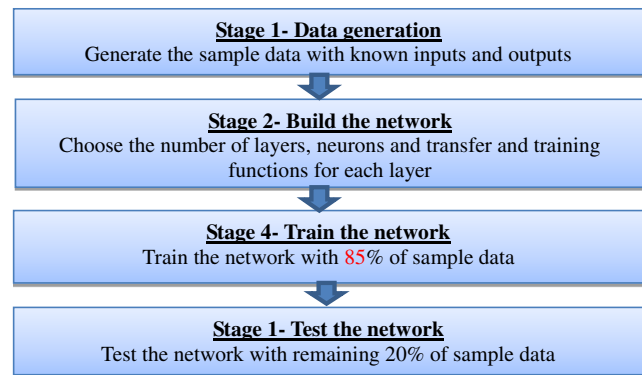 Stage 1- Data generation
Generate the sample data with known inputs and outputs
Stage 2- Build the network
Choose the number of layers, neurons and transfer and training
functions for each layer
Stage 4- Train the network
Train the network with 85% of sample data
Stage 1- Test the network
Test the network with remaining 20% of sample data